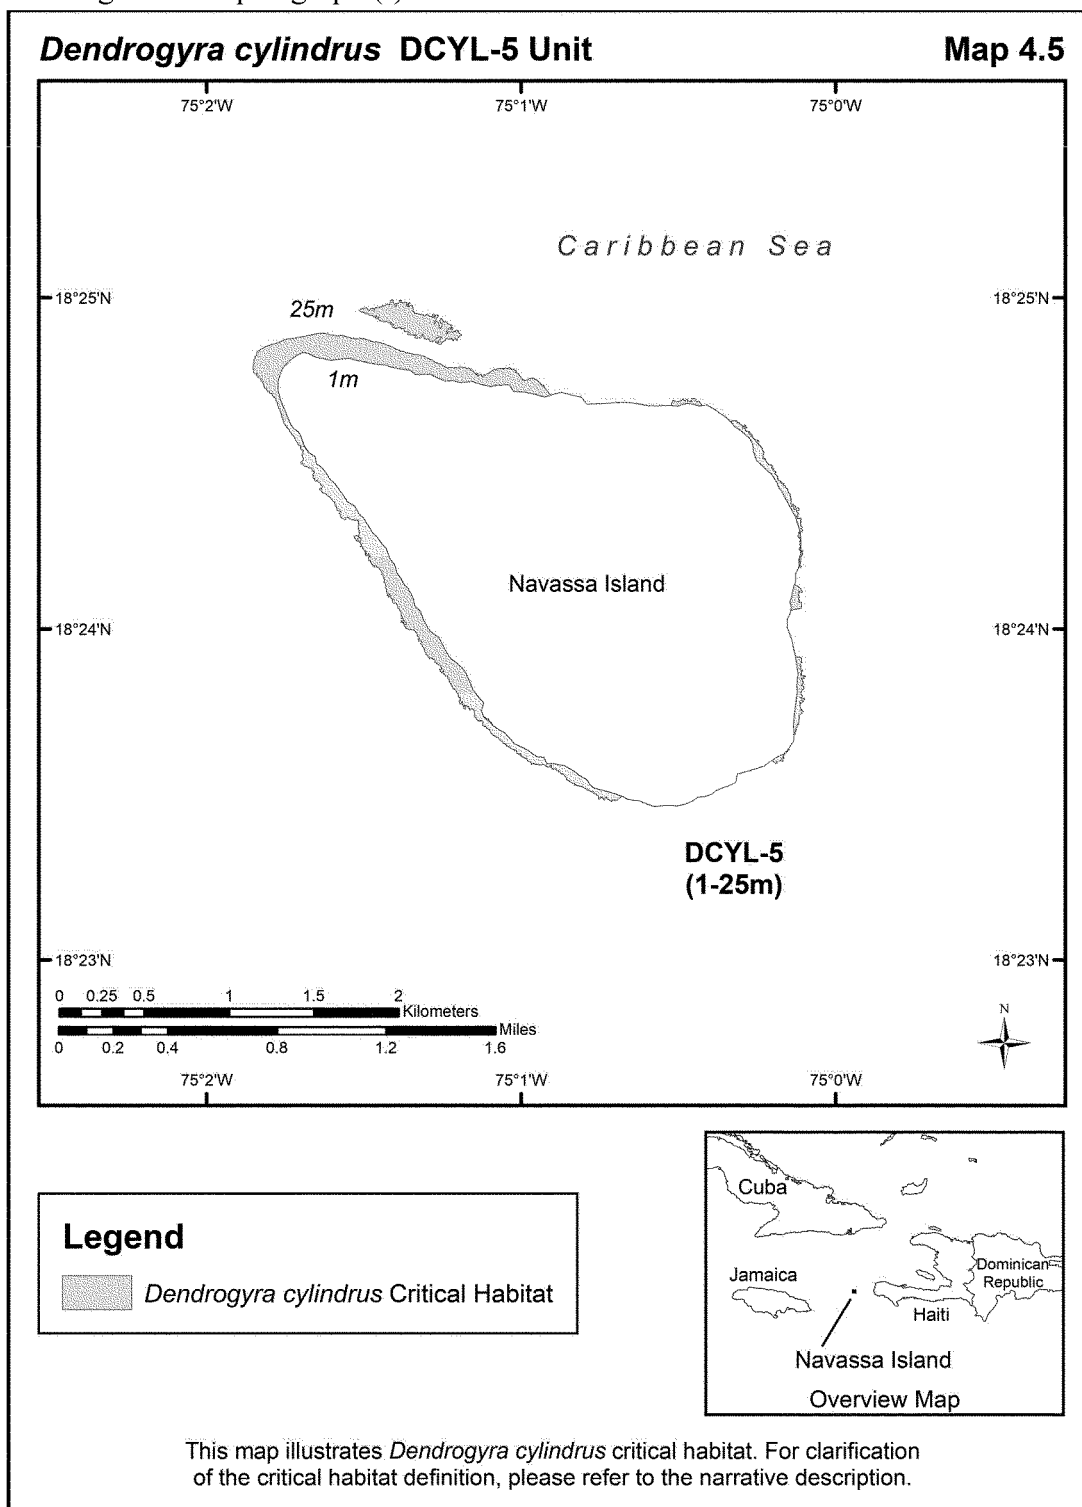 Dendrogyra cylindrus DCYL-5 Unit Map 4.5
75°2'W 75°1'W 75°0'W
Caribbean Sea
18°25'N 18°25'N
25m
1m
Navassa Island
18°24'N 18°24'N
DCYL-5
(1-25m)
18°23'N 18°23'N
0 0.25 0.5 1 1.5 2
Kilometers
Miles
0 0.2 0.4 0.8 1.2 1.6
N
75°2'W 75°1'W 75°0'W
Legend
Dendrogyra cylindrus Critical Habitat
Cuba
Jamaica
Dominican
Republic
Haiti
Navassa Island
Overview Map
This map illustrates Dendrogyra cylindrus critical habitat. For clarification
of the critical habitat definition, please refer to the narrative description.